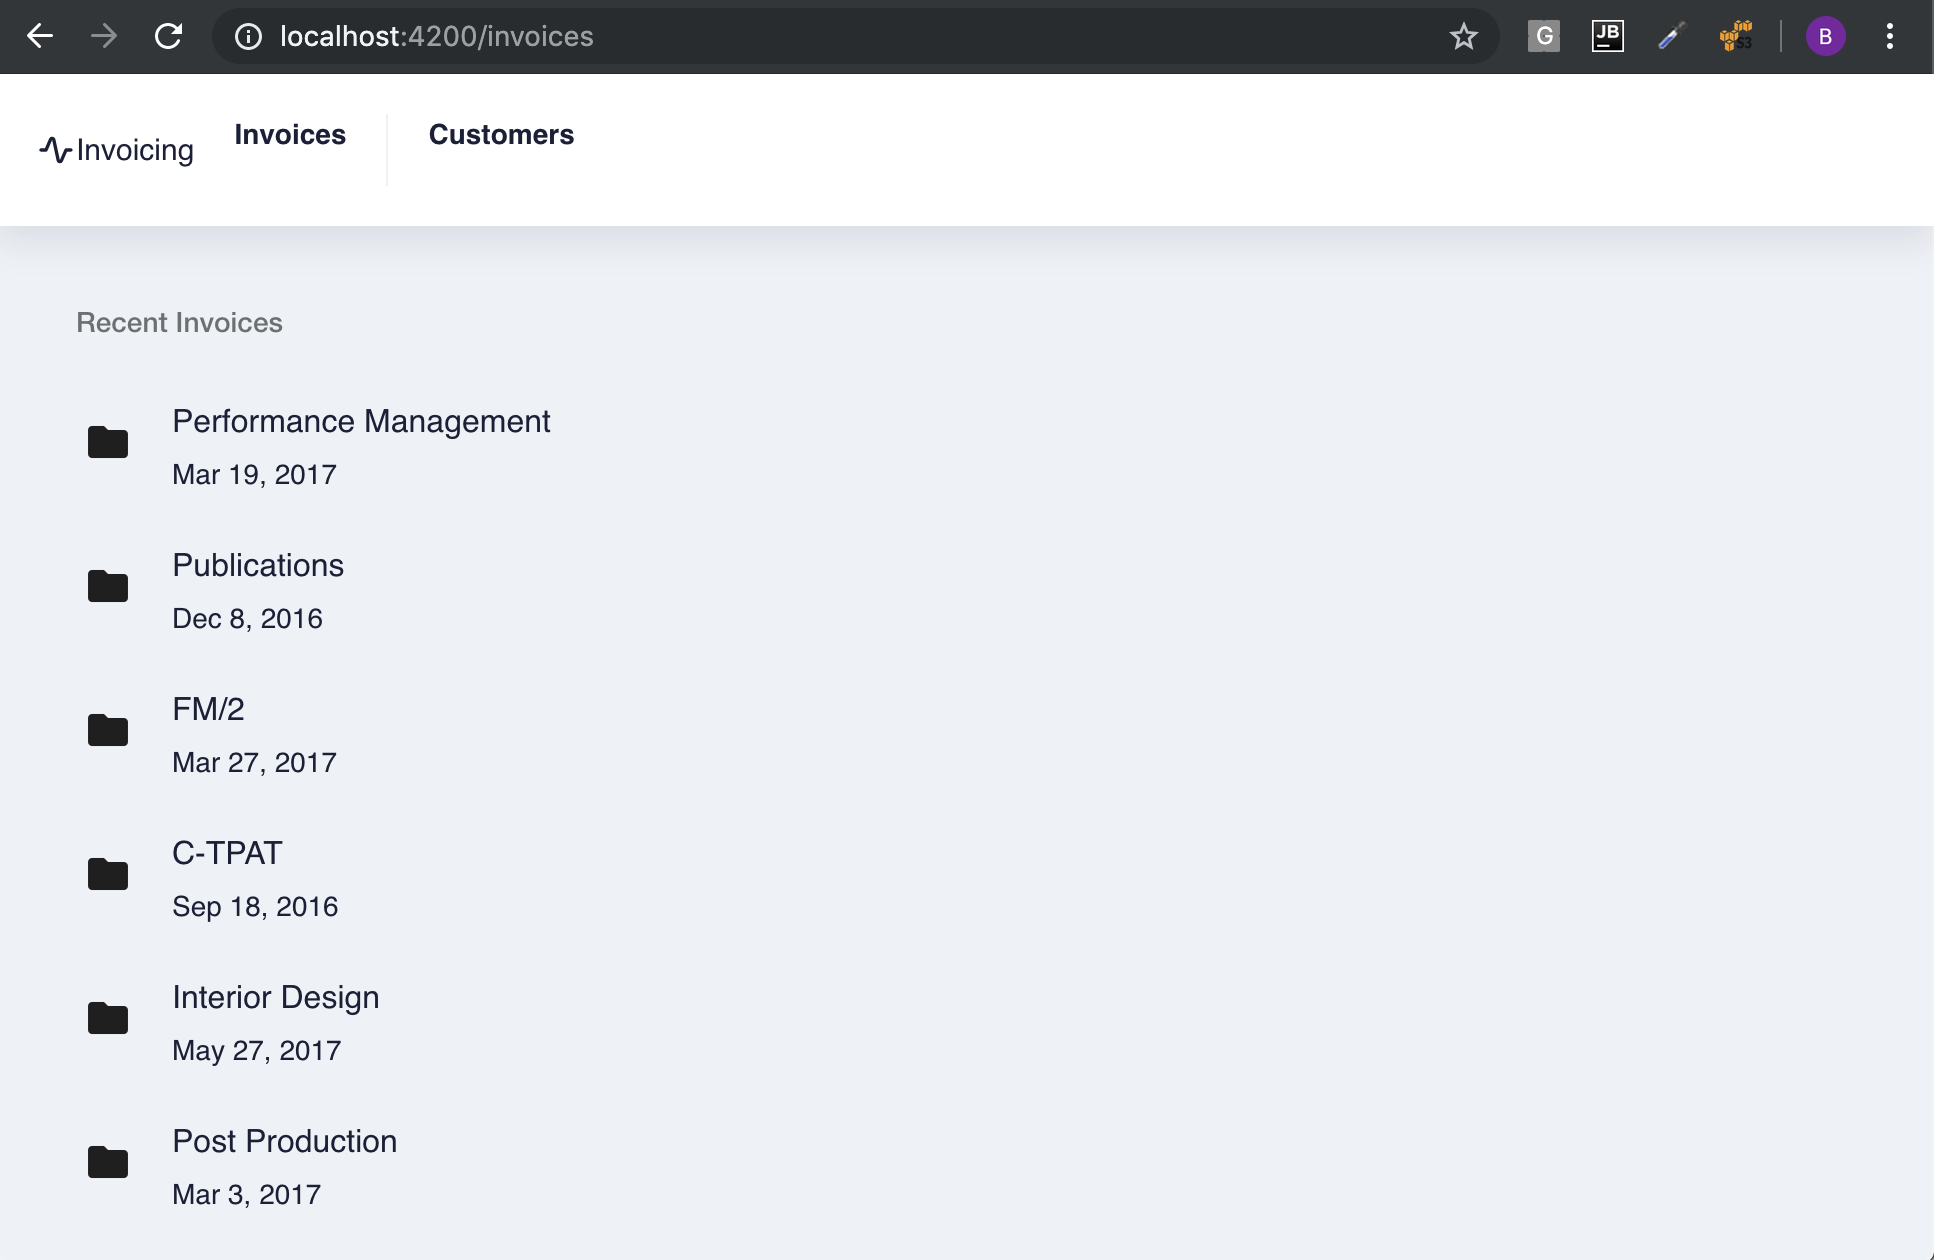 localhost:4200/invoices
G
JB
S3
B
Invoicing
Invoices
Customers
Recent Invoices
Performance Management
Mar 19, 2017
Publications
Dec 8, 2016
FM/2
Mar 27, 2017
C-TPAT
Sep 18, 2016
Interior Design
May 27, 2017
Post Production
Mar 3, 2017